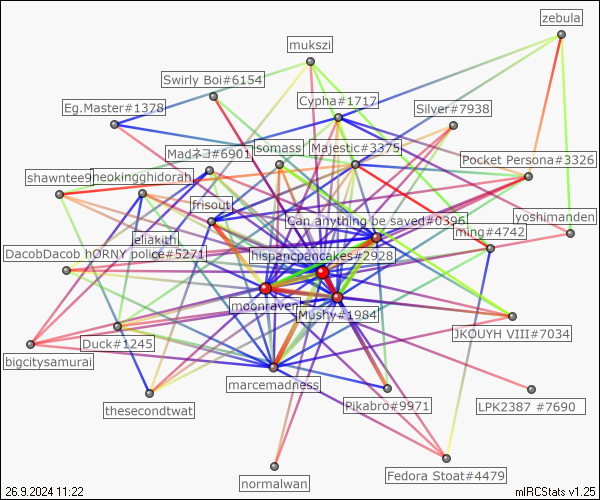 zebula
mukszi
Swirly Boi#6154
Cypha#1717
Eg.Master#1378
Silver#7938
Majestic#3375
somass
Madネコ#6901
Pocket Persona#3326
shawntee9
neokingghidorah
frisout
Can anything be saved#0396
yoshimanden
ming#4742
eliakith
DacobDacob hORNY police#5271
hispanicpancakes#2928
moonraven
Mushy#1984
JKOUYH VIII#7034
Duck#1245
bigcitysamurai
marcemadness
thesecondtwat
Pikabro#9971
LPK2387 #7690
Fedora Stoat#4479
normalwan
26.9.2024 11:22
mIRCStats v1.25